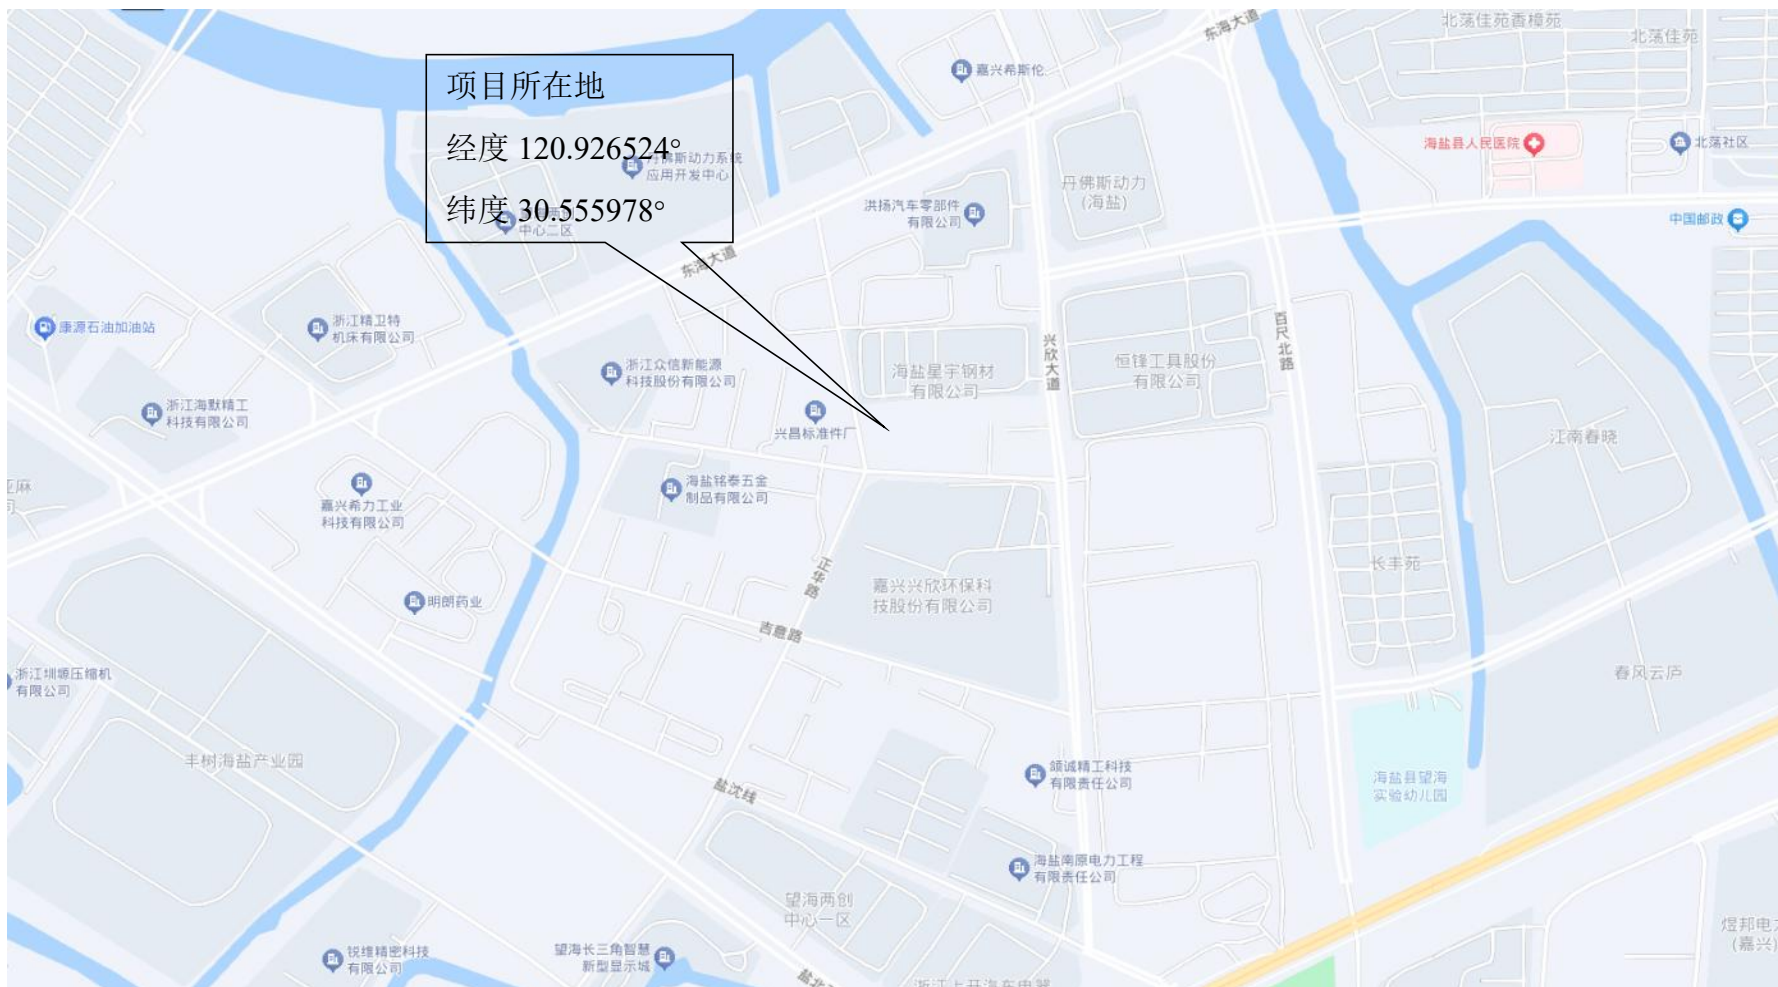 东海大道
北荡佳苑香樟苑
北荡佳苑
项目所在地
经度 120.926524°
纬度 30.555978°
嘉兴希斯伦
丹佛斯动力系统
应用开发中心
中心二区
海盐县人民医院
北荡社区
丹佛斯动力
(海盐)
洪扬汽车零部件
有限公司
中国邮政
东海大道
康源石油加油站
浙江精卫特
机床有限公司
浙江众信新能源
科技股份有限公司
海盐星宇钢材
有限公司
兴欣大道
恒锋工具股份
有限公司
百尺北路
浙江海默精工
科技有限公司
兴昌标准件厂
江南春晓
嘉兴希力工业
科技有限公司
海盐铭泰五金
制品有限公司
正华路
嘉兴兴欣环保科
技股份有限公司
长丰苑
明朗药业
吉意路
浙江圳塬压缩机
有限公司
春风云庐
丰树海盐产业园
盐沈线
颌诚精工科技
有限责任公司
海盐县望海
实验幼儿园
海盐南原电力工程
有限责任公司
望海两创
中心一区
锐维精密科技
有限公司
望海长三角智慧
新型显示城
煜邦电
(嘉兴)
盐北